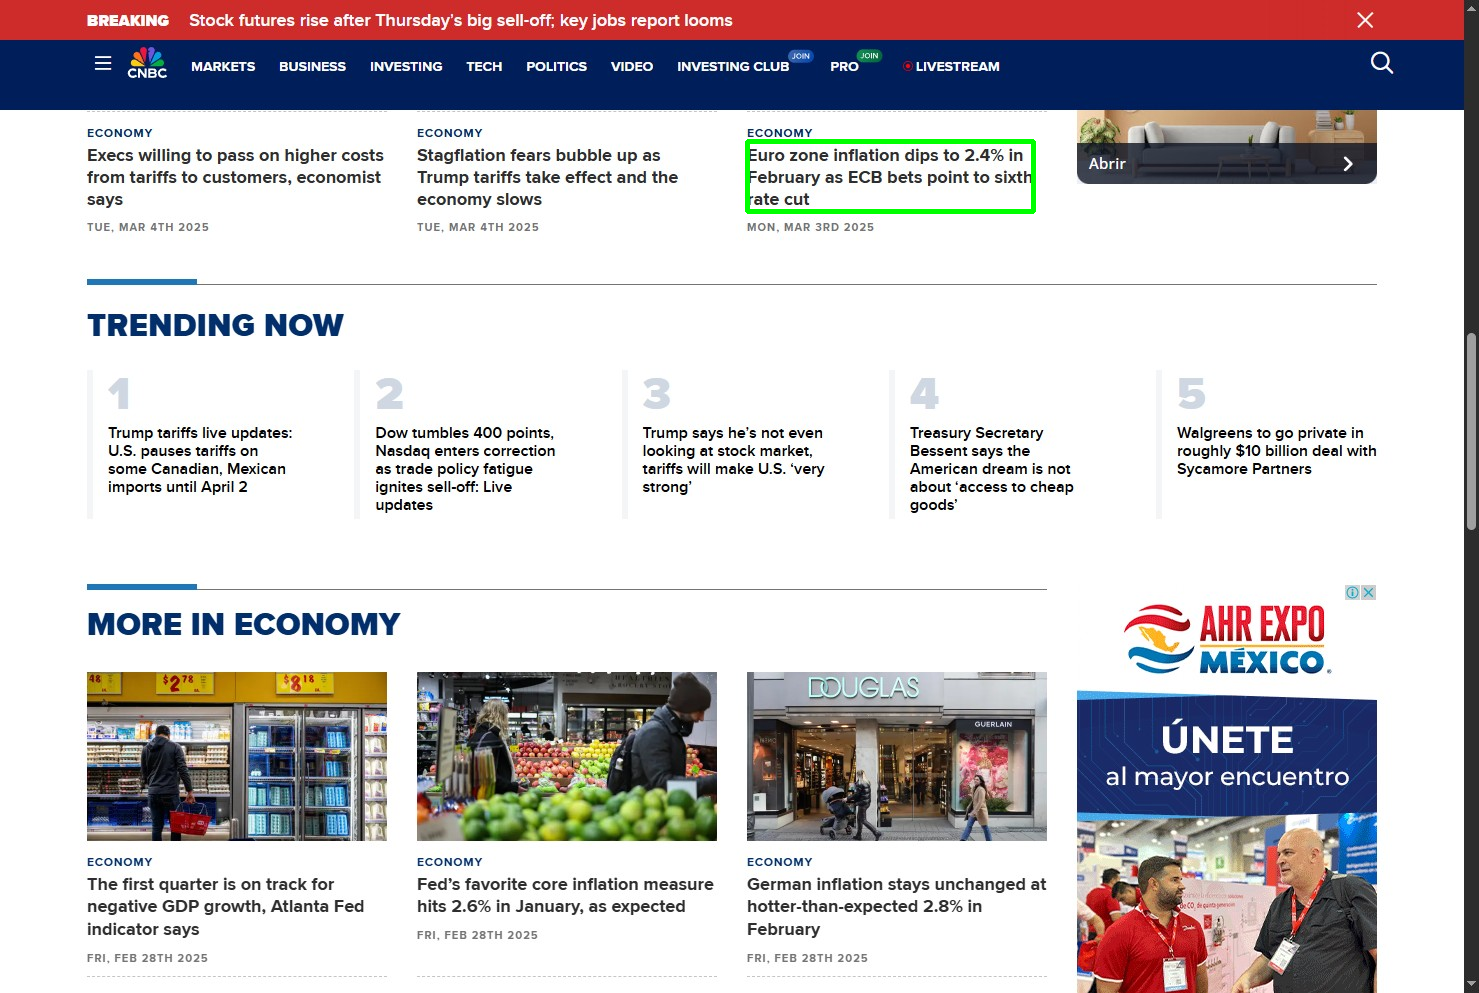 BREAKING Stock futures rise after Thursday's big sell-off; key jobs report looms
CNBC
MARKETS BUSINESS INVESTING TECH POLITICS VIDEO INVESTING CLUB JOIN PRO JOIN LIVESTREAM
ECONOMY
Execs willing to pass on higher costs
from tariffs to customers, economist
says
TUE, MAR 4TH 2025
ECONOMY
Stagflation fears bubble up as
Trump tariffs take effect and the
economy slows
TUE, MAR 4TH 2025
ECONOMY
Euro zone inflation dips to 2.4% in
February as ECB bets point to sixth
rate cut
MON, MAR 3RD 2025
Abrir
TRENDING NOW
1
Trump tariffs live updates:
U.S. pauses tariffs on
some Canadian, Mexican
imports until April 2
2
Dow tumbles 400 points,
Nasdaq enters correction
as trade policy fatigue
ignites sell-off: Live
updates
3
Trump says he's not even
looking at stock market,
tariffs will make U.S. 'very
strong'
4
Treasury Secretary
Bessent says the
American dream is not
about 'access to cheap
goods'
5
Walgreens to go private in
roughly $10 billion deal with
Sycamore Partners
MORE IN ECONOMY
$2.78
$8.18
ECONOMY
The first quarter is on track for
negative GDP growth, Atlanta Fed
indicator says
FRI, FEB 28TH 2025
ECONOMY
Fed's favorite core inflation measure
hits 2.6% in January, as expected
FRI, FEB 28TH 2025
DOUGLAS
GUERLAIN
ECONOMY
German inflation stays unchanged at
hotter-than-expected 2.8% in
February
FRI, FEB 28TH 2025
AHR EXPO
MÉXICO®
ÚNETE
al mayor encuentro